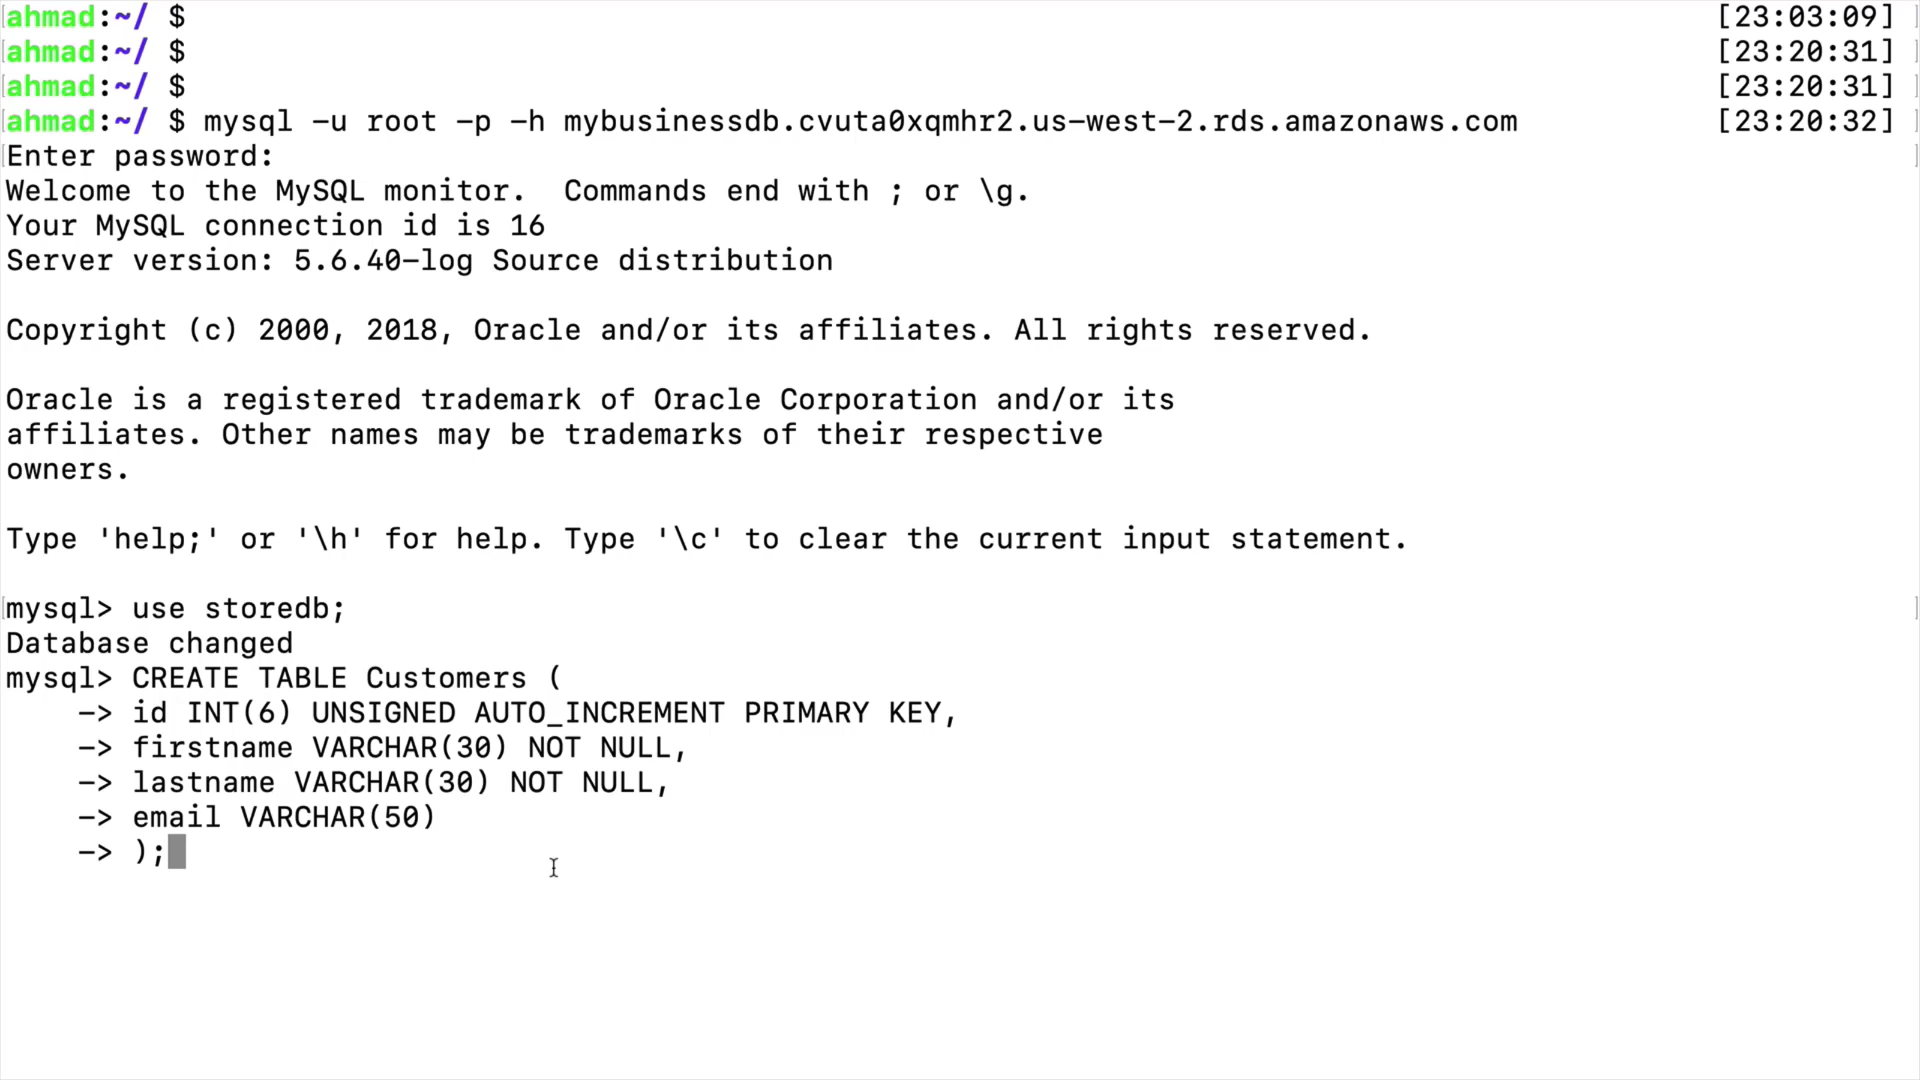 ahmad:~/ $ [23:03:09]
ahmad:~/ $ [23:20:31]
ahmad:~/ $ [23:20:31]
ahmad:~/ $ mysql -u root -p -h mybusinessdb.cvuta0xqmhr2.us-west-2.rds.amazonaws.com [23:20:32]
Enter password:
Welcome to the MySQL monitor.  Commands end with ; or \g.
Your MySQL connection id is 16
Server version: 5.6.40-log Source distribution
Copyright (c) 2000, 2018, Oracle and/or its affiliates. All rights reserved.
Oracle is a registered trademark of Oracle Corporation and/or its
affiliates. Other names may be trademarks of their respective
owners.
Type 'help;' or '\h' for help. Type '\c' to clear the current input statement.
mysql> use storedb;
Database changed
mysql> CREATE TABLE Customers (
    -> id INT(6) UNSIGNED AUTO_INCREMENT PRIMARY KEY,
    -> firstname VARCHAR(30) NOT NULL,
    -> lastname VARCHAR(30) NOT NULL,
    -> email VARCHAR(50)
    -> );